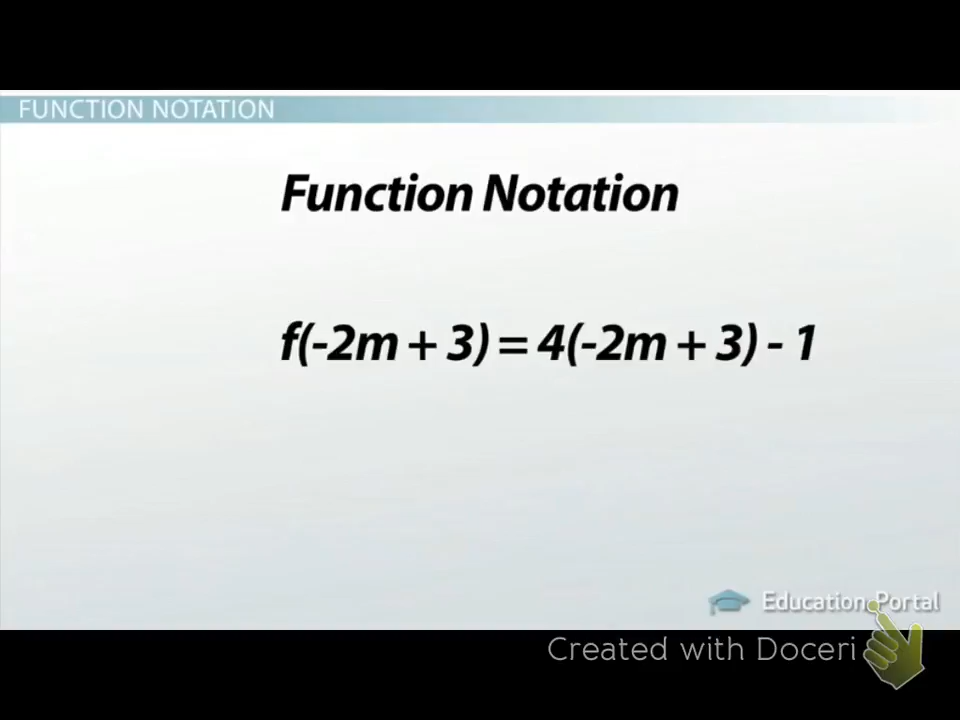 FUNCTION NOTATION
Function Notation
f(-2m + 3) = 4(-2m + 3) - 1
Education Portal
Created with Doceri